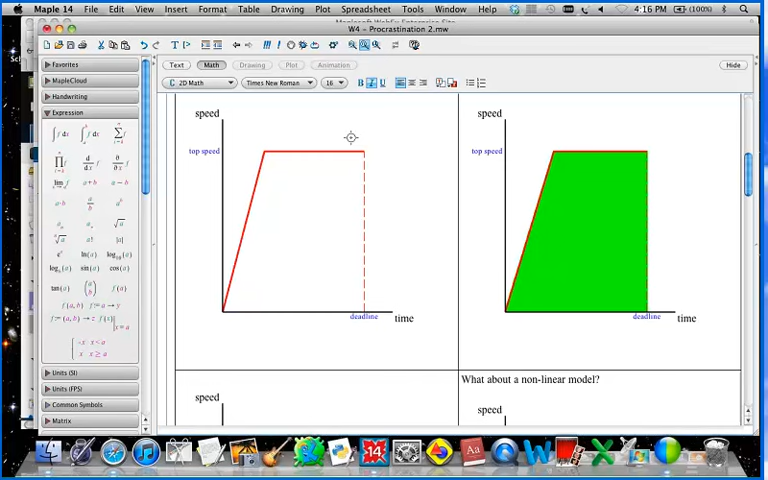 Maple 14 File Edit View Insert Format Table Drawing Plot Spreadsheet Tools Window Help 4:16 PM (100%)
W4 - Procrastination 2.mw
Favorites
MapleCloud
Handwriting
Expression
Units (SI)
Units (FPS)
Common Symbols
Matrix
Text Math Drawing Plot Animation Hide
2D Math Times New Roman 16 B I U
speed
top speed
deadline
time
speed
top speed
deadline
time
What about a non-linear model?
speed
speed